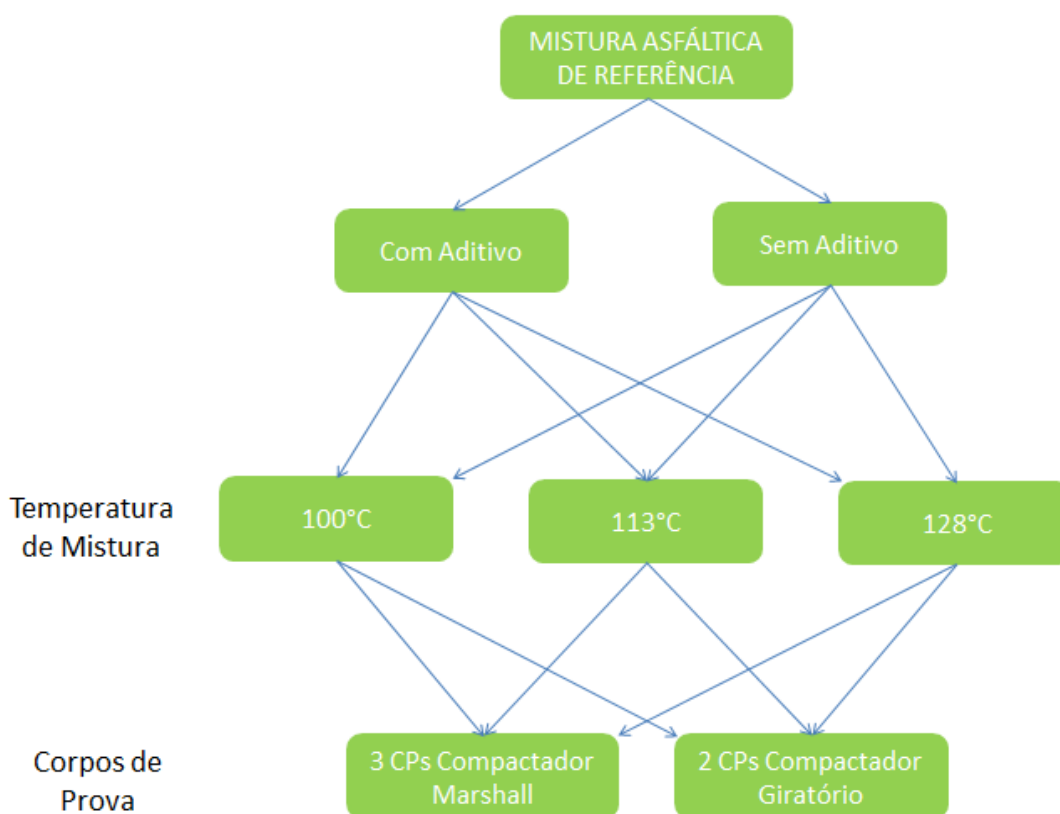 MISTURA ASFÁLTICA
DE REFERÊNCIA
Com Aditivo
Sem Aditivo
Temperatura
de Mistura
100°C
113°C
128°C
Corpos de
Prova
3 CPs Compactador
Marshall
2 CPs Compactador
Giratório